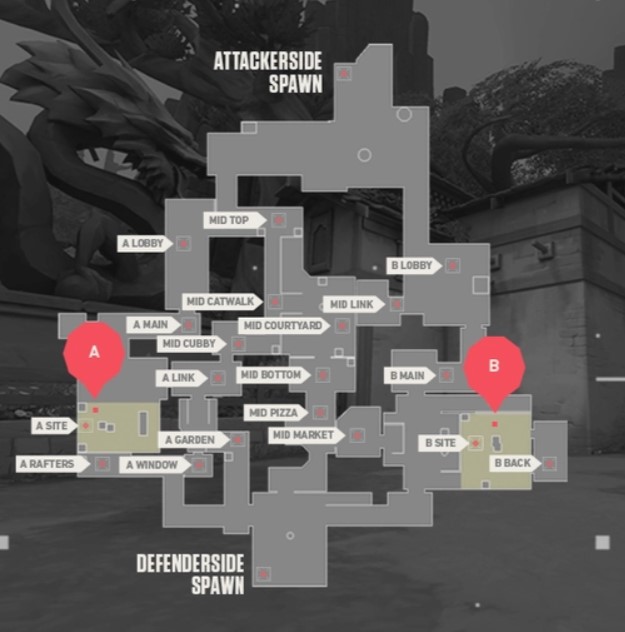 ATTACKERSIDE
SPAWN
MID TOP
A LOBBY
B LOBBY
MID CATWALK
MID LINK
A MAIN
MID COURTYARD
MID CUBBY
A
B
A LINK
MID BOTTOM
B MAIN
MID PIZZA
A SITE
A GARDEN
MID MARKET
B SITE
A RAFTERS
A WINDOW
B BACK
DEFENDERSIDE
SPAWN